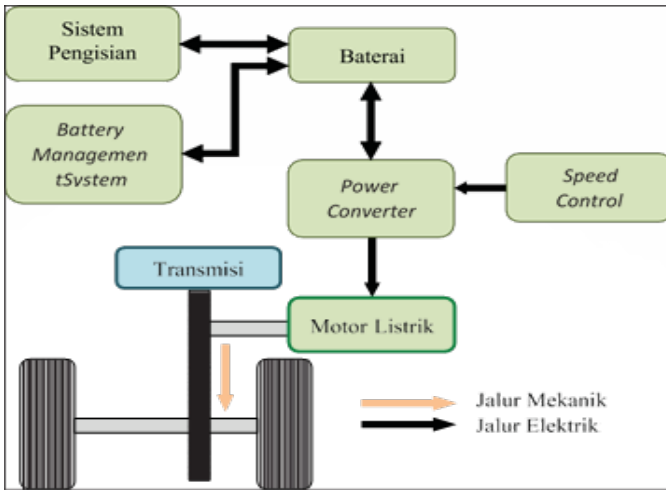 Sistem
Pengisian
Baterai
Battery
Managemen
tSystem
Power
Converter
Speed
Control
Transmisi
Motor Listrik
Jalur Mekanik
Jalur Elektrik